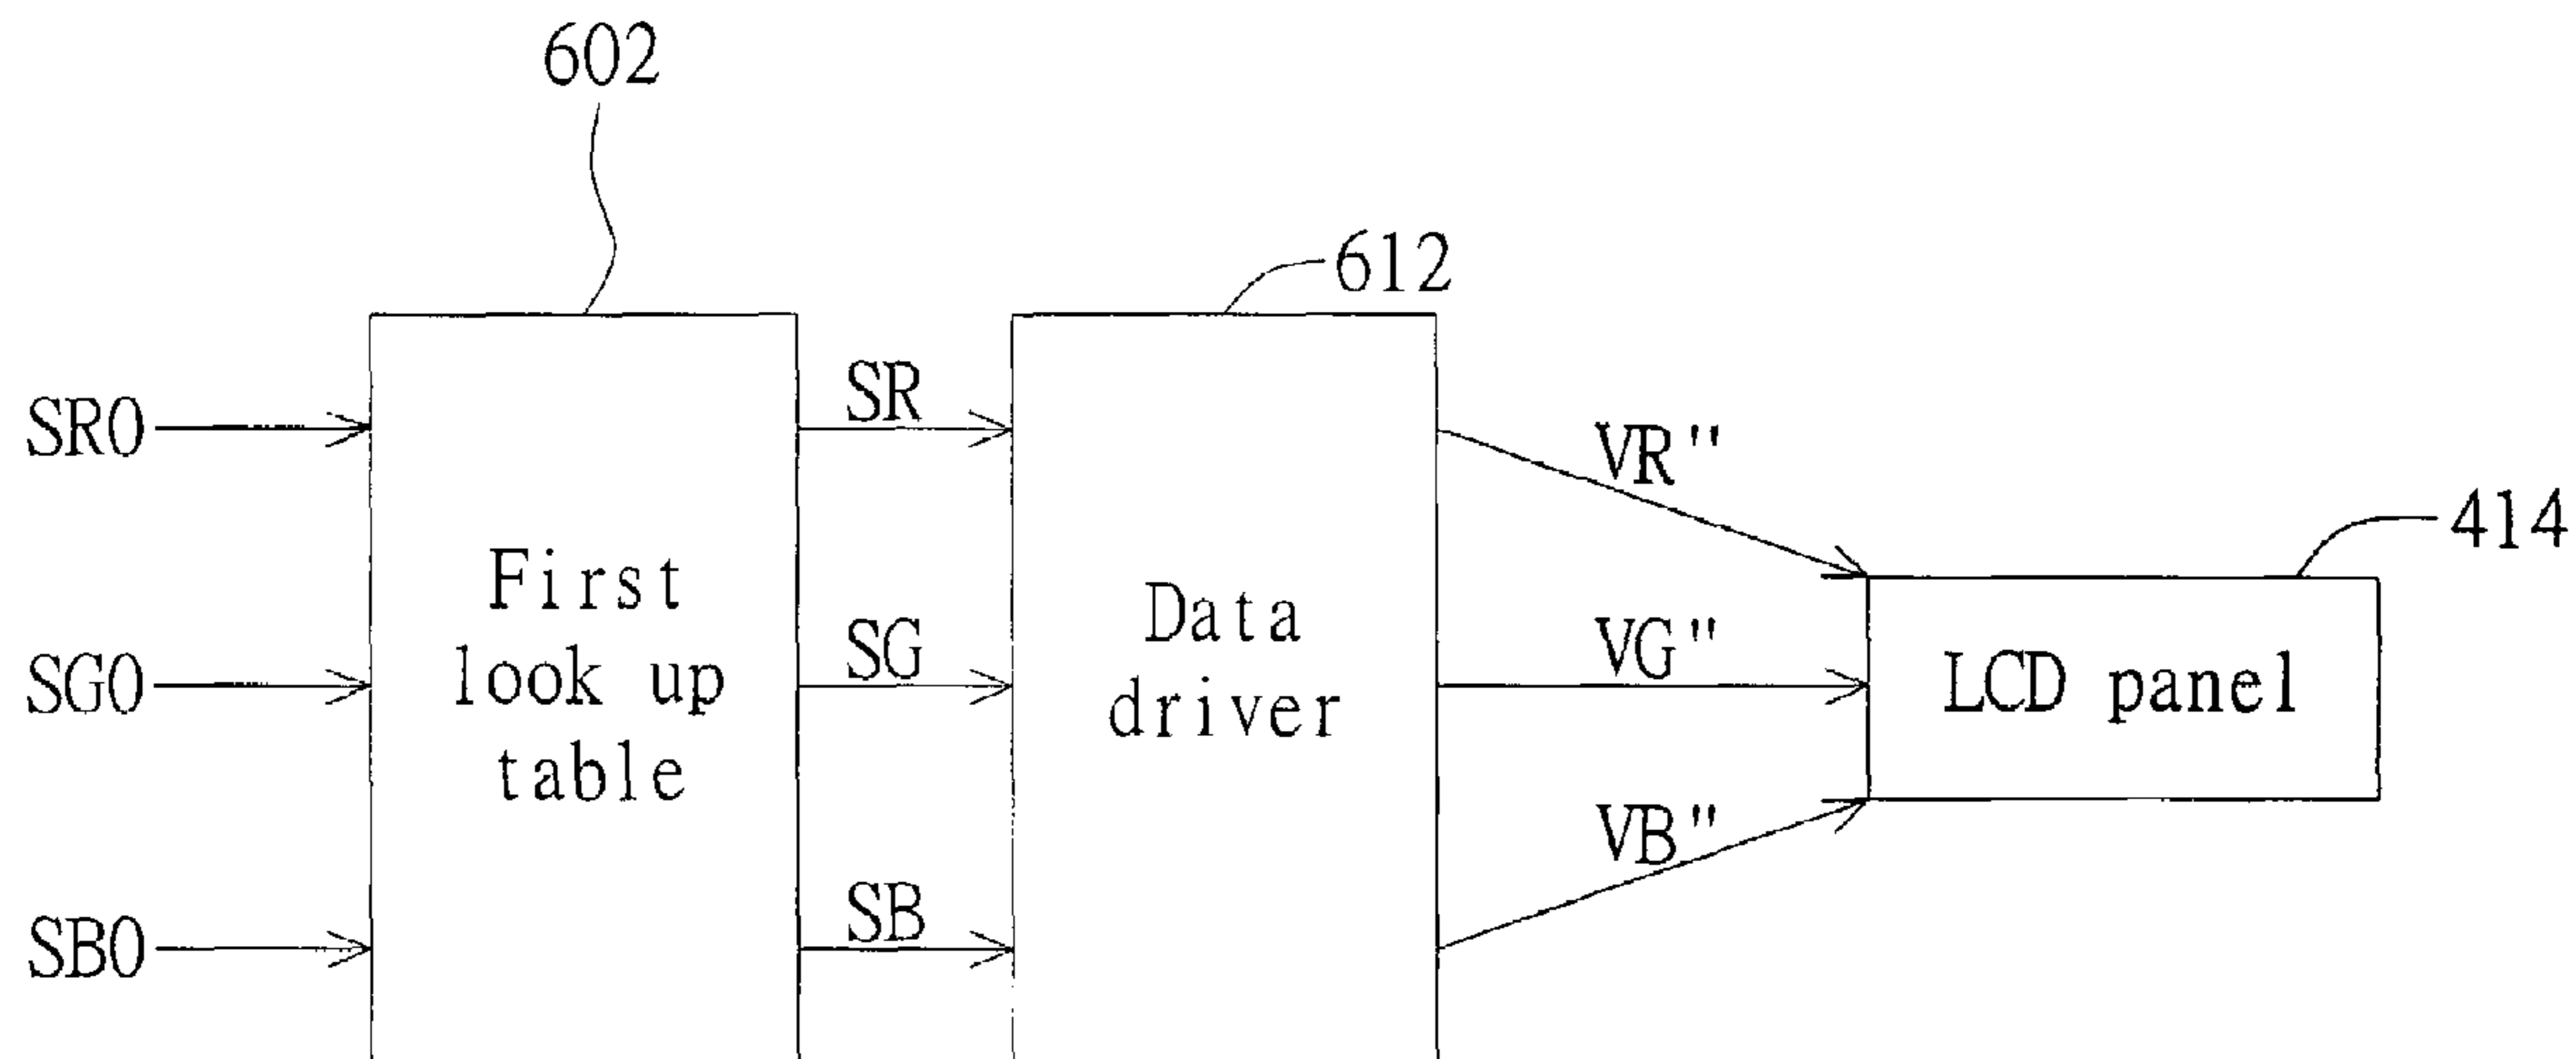 602
612
SR0
SR
VR"
414
First
look up
table
Data
driver
SG0
SG
VG"
LCD panel
SB0
SB
VB"